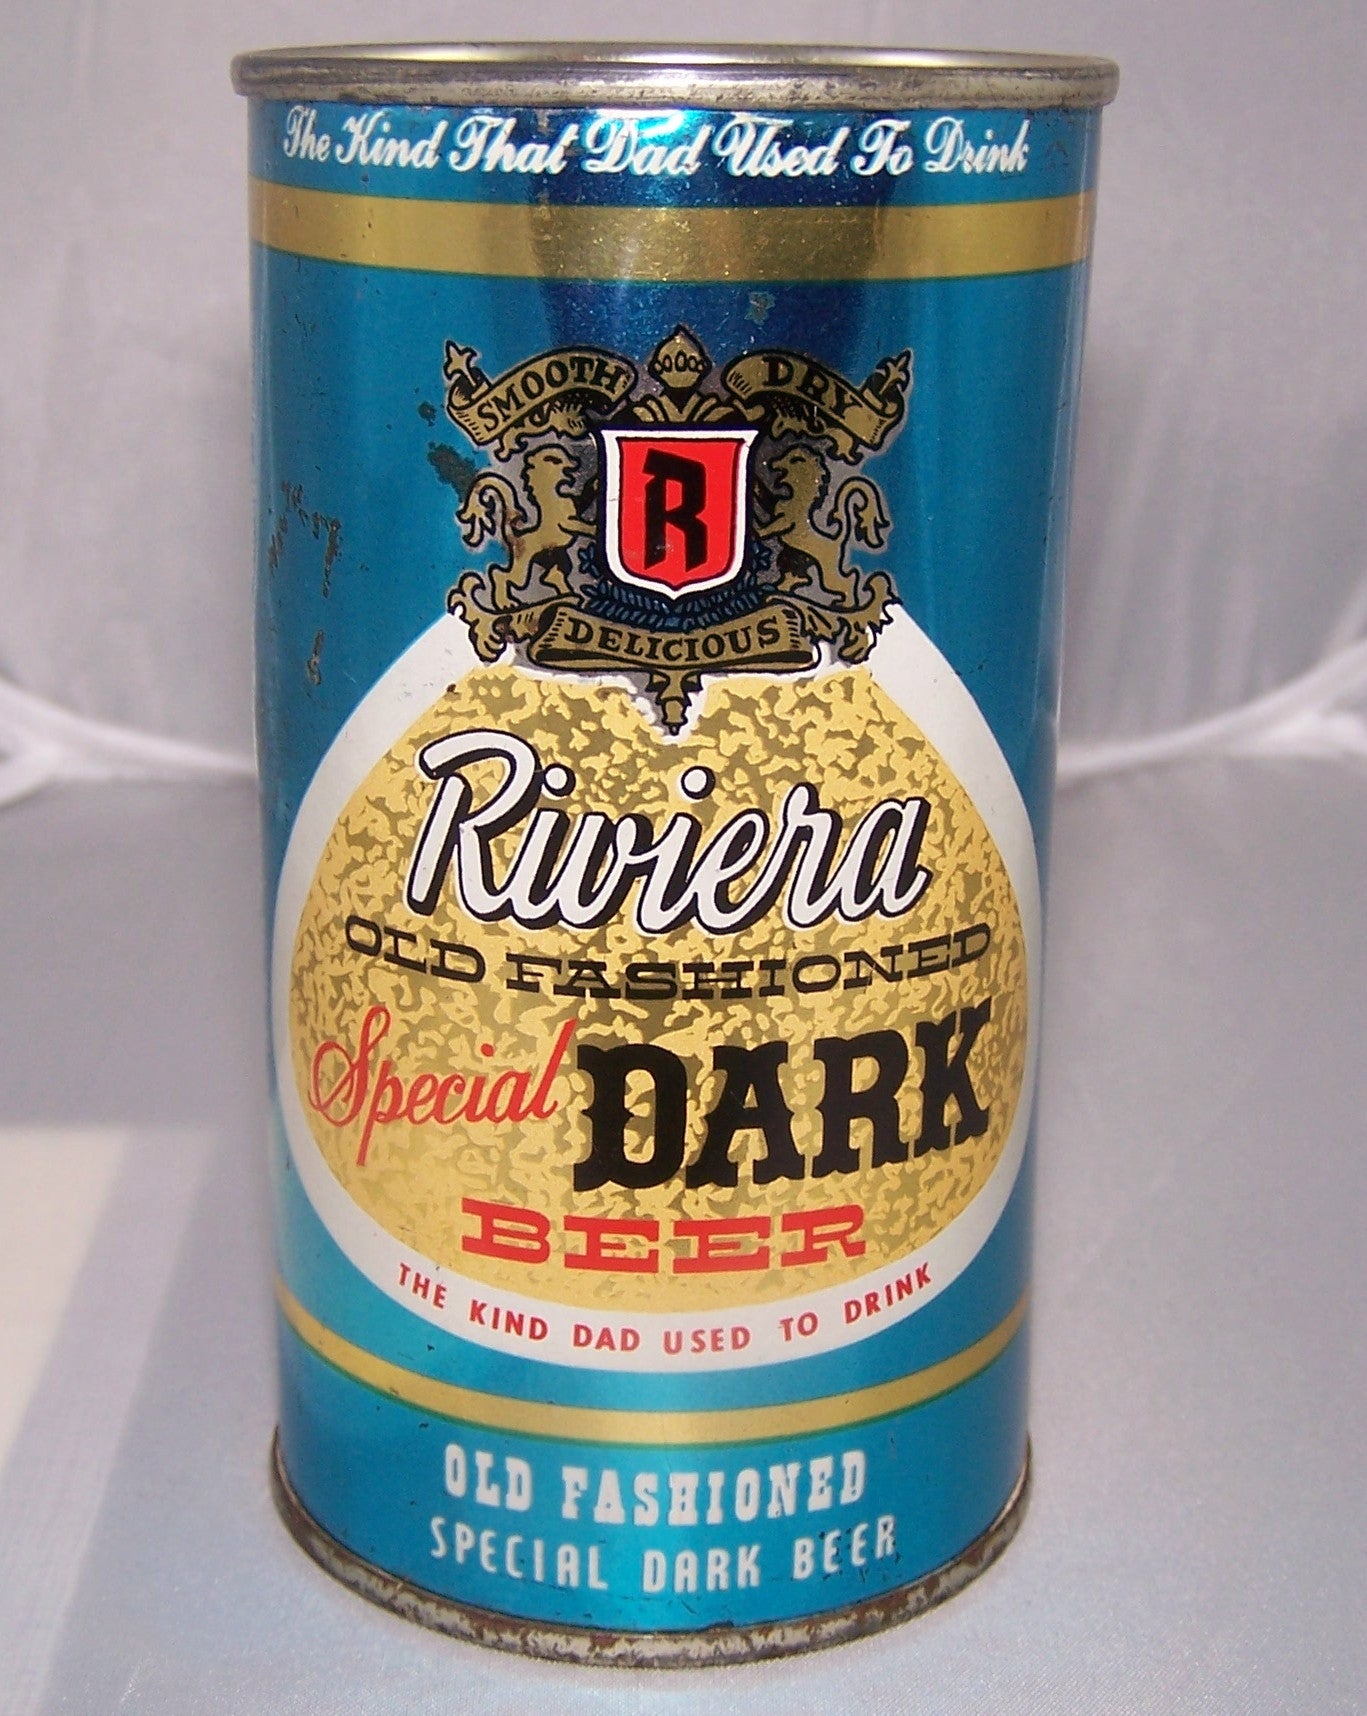 The Kind That Dad Used To Drink
SMOOTH DRY
R
DELICIOUS
Riviera
OLD FASHIONED
Special DARK
BEER
THE KIND DAD USED TO DRINK
OLD FASHIONED
SPECIAL DARK BEER